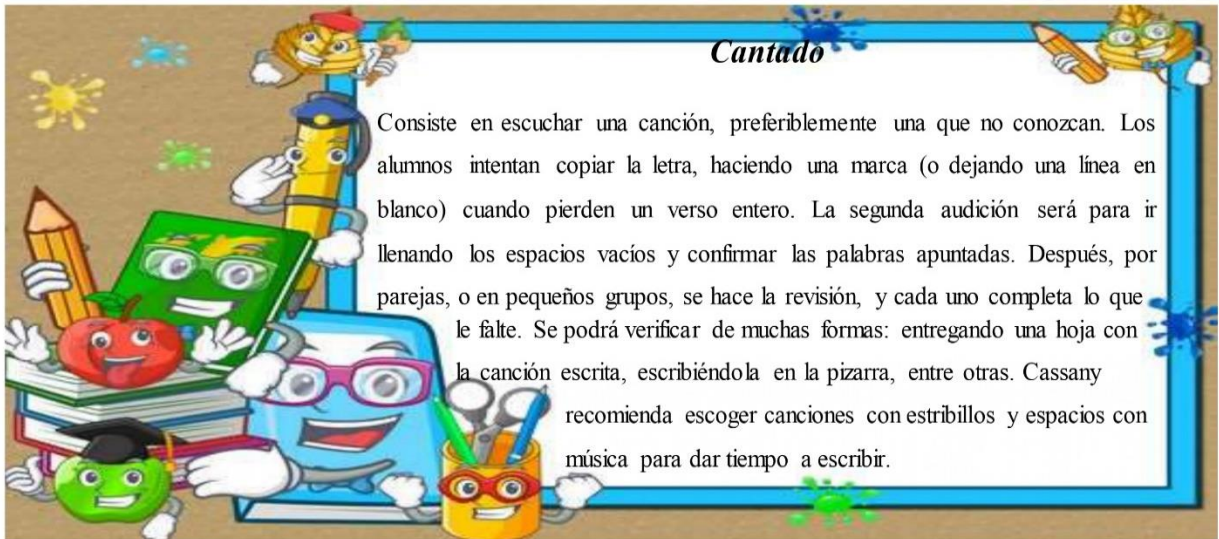 Cantado
Consiste en escuchar una canción, preferiblemente una que no conozcan. Los
alumnos intentan copiar la letra, haciendo una marca (o dejando una línea en
blanco) cuando pierden un verso entero. La segunda audición será para ir
llenando los espacios vacíos y confirmar las palabras apuntadas. Después, por
parejas, o en pequeños grupos, se hace la revisión, y cada uno completa lo que
le falte. Se podrá verificar de muchas formas: entregando una hoja con
la canción escrita, escribiéndola en la pizarra, entre otras. Cassany
recomienda escoger canciones con estribillos y espacios con
música para dar tiempo a escribir.